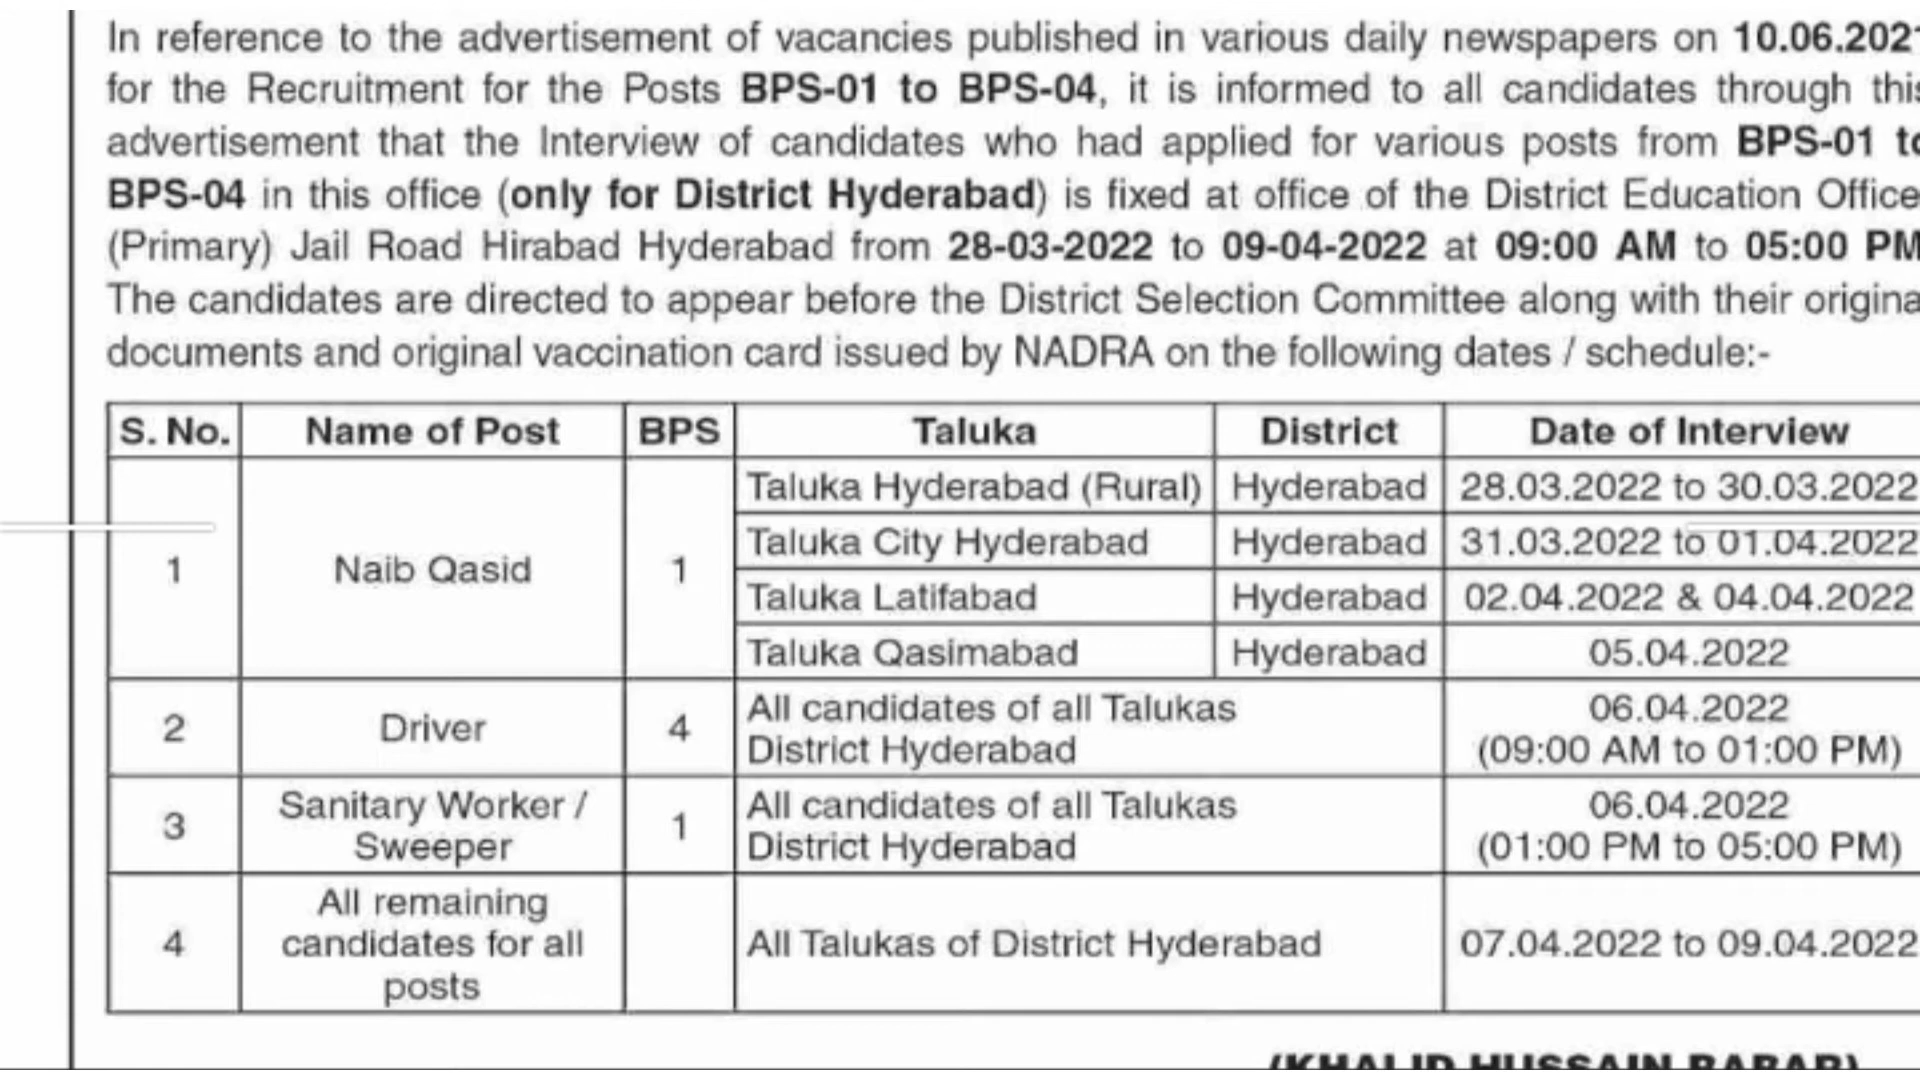 In reference to the advertisement of vacancies published in various daily newspapers on 10.06.2021
for the Recruitment for the Posts BPS-01 to BPS-04, it is informed to all candidates through this
advertisement that the Interview of candidates who had applied for various posts from BPS-01 to
BPS-04 in this office (only for District Hyderabad) is fixed at office of the District Education Office
(Primary) Jail Road Hirabad Hyderabad from 28-03-2022 to 09-04-2022 at 09:00 AM to 05:00 PM
The candidates are directed to appear before the District Selection Committee along with their origina
documents and original vaccination card issued by NADRA on the following dates / schedule:-
S. No. Name of Post BPS Taluka District Date of Interview
1 Naib Qasid 1
Taluka Hyderabad (Rural) Hyderabad 28.03.2022 to 30.03.2022
Taluka City Hyderabad Hyderabad 31.03.2022 to 01.04.2022
Taluka Latifabad Hyderabad 02.04.2022 & 04.04.2022
Taluka Qasimabad Hyderabad 05.04.2022
2 Driver 4
All candidates of all Talukas
District Hyderabad
06.04.2022
(09:00 AM to 01:00 PM)
3
Sanitary Worker /
Sweeper
1
All candidates of all Talukas
District Hyderabad
06.04.2022
(01:00 PM to 05:00 PM)
4
All remaining
candidates for all
posts
All Talukas of District Hyderabad 07.04.2022 to 09.04.2022
(KHALID HUSSAIN BABAR)